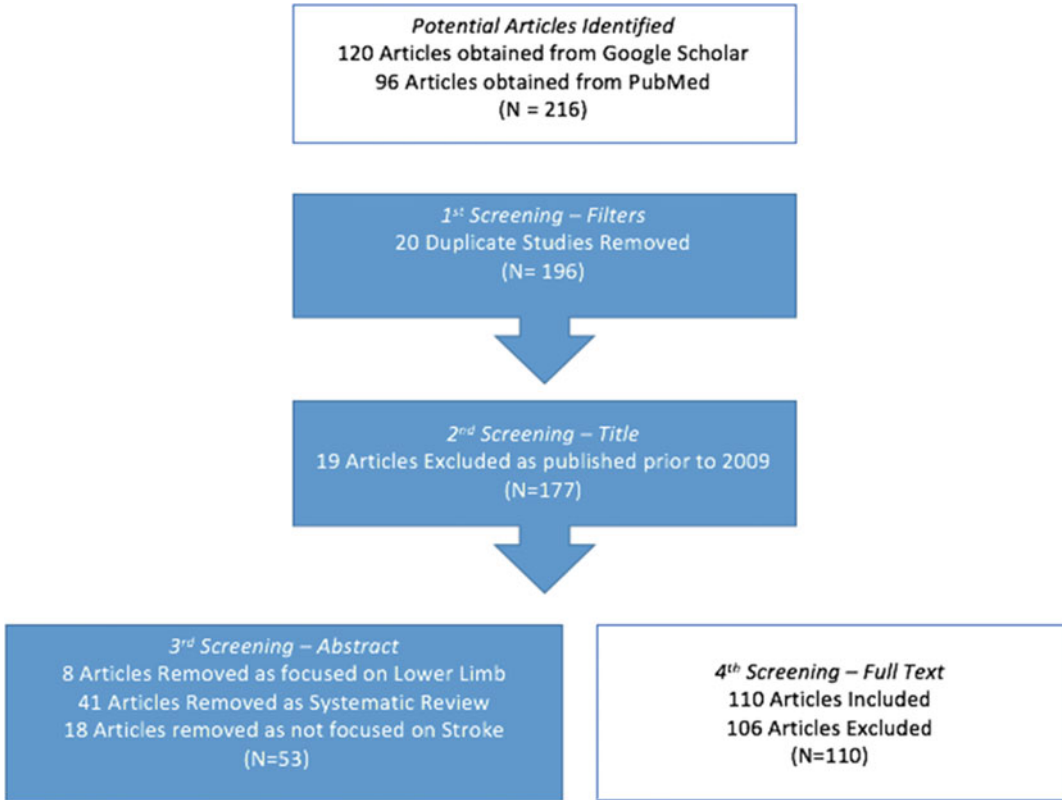 Potential Articles Identified
120 Articles obtained from Google Scholar
96 Articles obtained from PubMed
(N = 216)
1st Screening – Filters
20 Duplicate Studies Removed
(N= 196)
2nd Screening – Title
19 Articles Excluded as published prior to 2009
(N=177)
3rd Screening – Abstract
8 Articles Removed as focused on Lower Limb
41 Articles Removed as Systematic Review
18 Articles removed as not focused on Stroke
(N=53)
4th Screening – Full Text
110 Articles Included
106 Articles Excluded
(N=110)